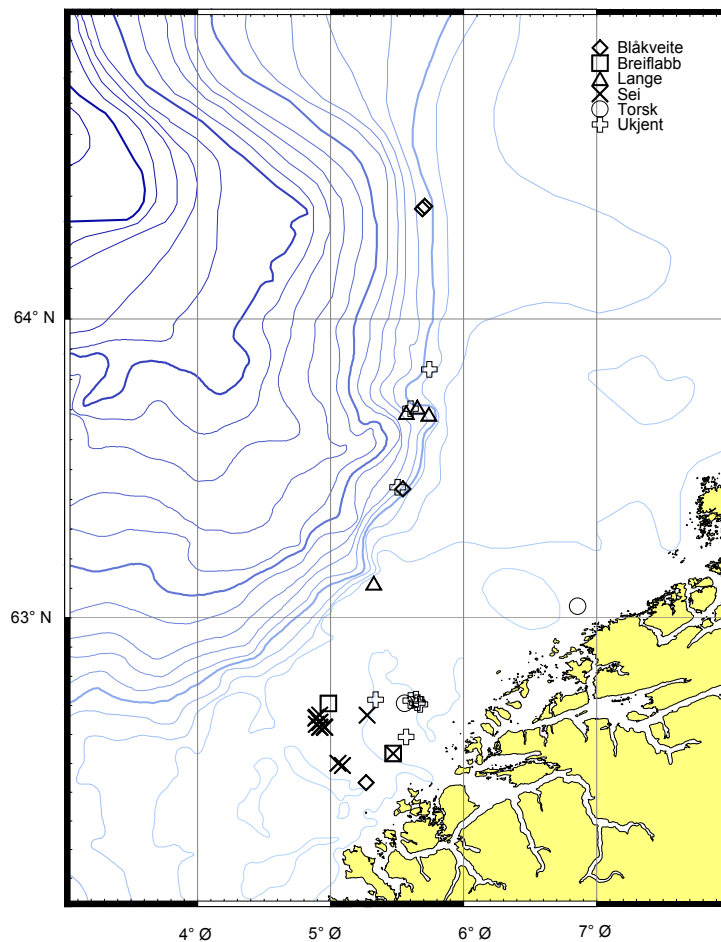 Blåkveite
Breiflabb
Lange
Sei
Torsk
Ukjent
64° N
63° N
4° Ø
5° Ø
6° Ø
7° Ø